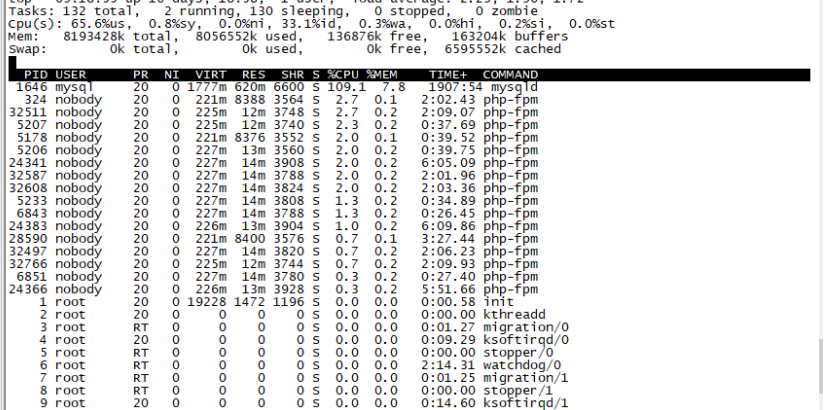 Tasks: 132 total, 2 running, 130 sleeping, 0 stopped, 0 zombie
Cpu(s): 65.6%us, 0.8%sy, 0.0%ni, 33.1%id, 0.3%wa, 0.0%hi, 0.2%si, 0.0%st
Mem: 8193428k total, 8056552k used, 136876k free, 163204k buffers
Swap: 0k total, 0k used, 0k free, 6595552k cached
PID USER PR NI VIRT RES SHR S %CPU %MEM TIME+ COMMAND
1646 mysql 20 0 1777m 620m 6600 S 109.1 7.8 1907:54 mysqld
324 nobody 20 0 221m 8388 3564 S 2.7 0.1 2:02.43 php-fpm
32511 nobody 20 0 225m 12m 3748 S 2.7 0.2 2:09.07 php-fpm
5207 nobody 20 0 225m 12m 3740 S 2.3 0.2 0:37.69 php-fpm
5178 nobody 20 0 221m 8376 3552 S 2.0 0.1 0:39.52 php-fpm
5206 nobody 20 0 227m 13m 3560 S 2.0 0.2 0:39.75 php-fpm
24341 nobody 20 0 227m 14m 3908 S 2.0 0.2 6:05.09 php-fpm
32587 nobody 20 0 227m 14m 3788 S 2.0 0.2 2:01.96 php-fpm
32608 nobody 20 0 227m 14m 3824 S 2.0 0.2 2:03.36 php-fpm
5233 nobody 20 0 227m 14m 3808 S 1.3 0.2 0:34.89 php-fpm
6843 nobody 20 0 227m 14m 3788 S 1.3 0.2 0:26.45 php-fpm
24383 nobody 20 0 226m 13m 3904 S 1.0 0.2 6:09.86 php-fpm
28590 nobody 20 0 221m 8400 3576 S 0.7 0.1 3:27.44 php-fpm
32497 nobody 20 0 227m 14m 3820 S 0.7 0.2 2:06.23 php-fpm
32766 nobody 20 0 225m 12m 3744 S 0.7 0.2 2:09.93 php-fpm
6851 nobody 20 0 227m 14m 3780 S 0.3 0.2 0:27.40 php-fpm
24366 nobody 20 0 226m 13m 3928 S 0.3 0.2 5:51.66 php-fpm
1 root 20 0 19228 1472 1196 S 0.0 0.0 0:00.58 init
2 root 20 0 0 0 0 S 0.0 0.0 0:00.00 kthreadd
3 root RT 0 0 0 0 S 0.0 0.0 0:01.27 migration/0
4 root 20 0 0 0 0 S 0.0 0.0 0:09.29 ksoftirqd/0
5 root RT 0 0 0 0 S 0.0 0.0 0:00.00 stopper/0
6 root RT 0 0 0 0 S 0.0 0.0 2:14.31 watchdog/0
7 root RT 0 0 0 0 S 0.0 0.0 0:01.25 migration/1
8 root RT 0 0 0 0 S 0.0 0.0 0:00.00 stopper/1
9 root 20 0 0 0 0 S 0.0 0.0 0:14.60 ksoftirqd/1